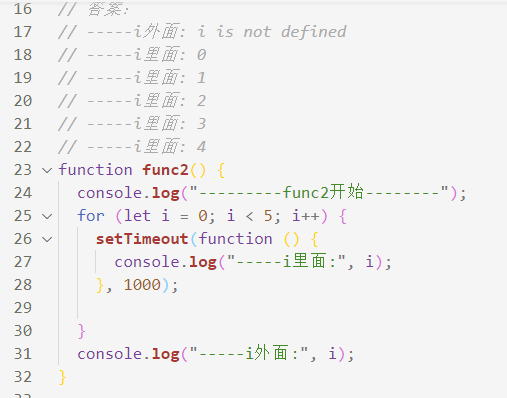 16 // 答案:
17 // -----i外面: i is not defined
18 // -----i里面: 0
19 // -----i里面: 1
20 // -----i里面: 2
21 // -----i里面: 3
22 // -----i里面: 4
23 function func2() {
24 console.log("---------func2开始--------");
25 for (let i = 0; i < 5; i++) {
26 setTimeout(function () {
27 console.log("-----i里面:", i);
28 }, 1000);
29
30 }
31 console.log("-----i外面:", i);
32 }